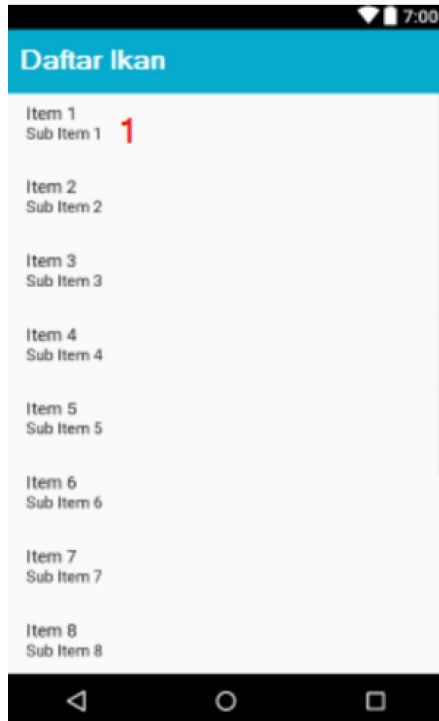 7:00
Daftar Ikan
Item 1
Sub Item 1 1
Item 2
Sub Item 2
Item 3
Sub Item 3
Item 4
Sub Item 4
Item 5
Sub Item 5
Item 6
Sub Item 6
Item 7
Sub Item 7
Item 8
Sub Item 8